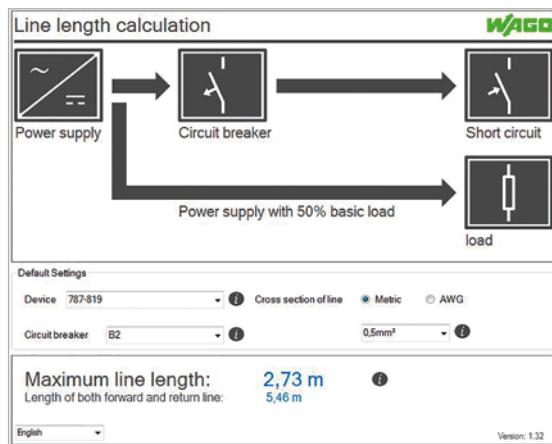 Line length calculation
WAGO
Power supply
Circuit breaker
Short circuit
Power supply with 50% basic load
load
Default Settings
Device 787-819 i Cross section of line Metric AWG
Circuit breaker B2 i 0,5mm² i
Maximum line length: 2,73 m i
Length of both forward and return line: 5,46 m
English
Version: 1.32